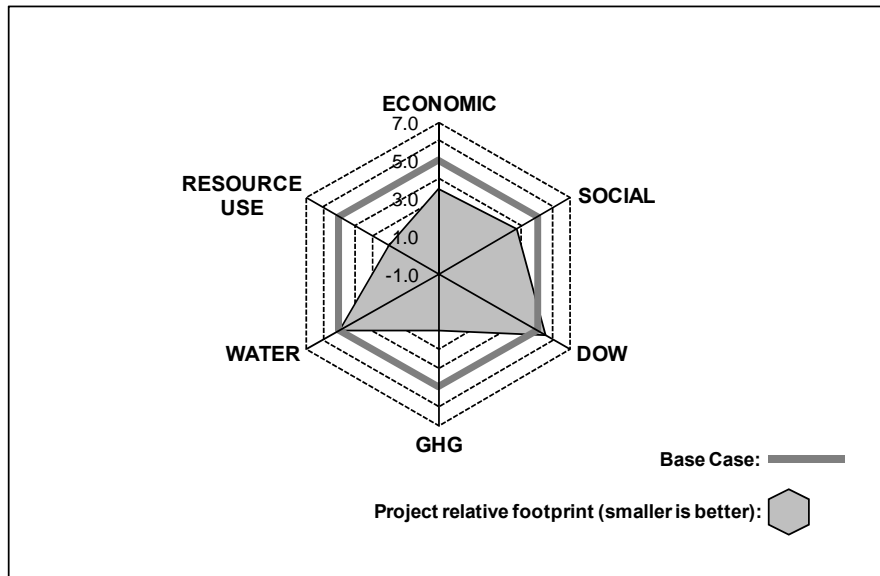 ECONOMIC
7.0
5.0
3.0
1.0
-1.0
RESOURCE
USE
SOCIAL
WATER
DOW
GHG
Base Case:
Project relative footprint (smaller is better):